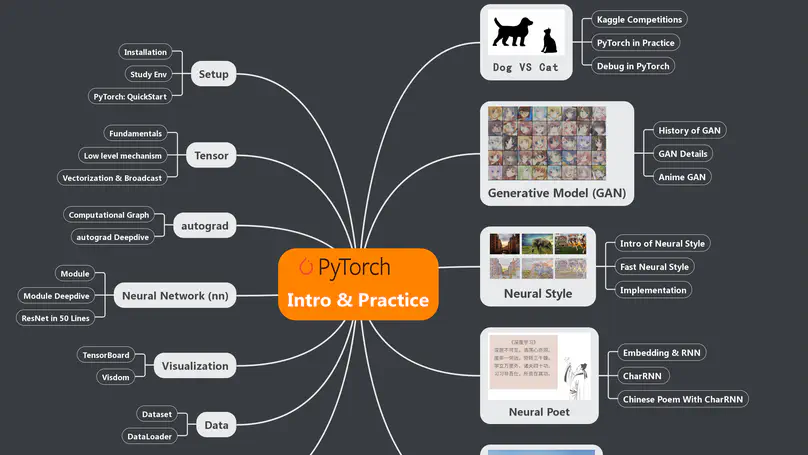 PyTorch
Intro & Practice
Setup
Installation
Study Env
PyTorch: QuickStart
Tensor
Fundamentals
Low level mechanism
Vectorization & Broadcast
autograd
Computational Graph
autograd Deepdive
Neural Network (nn)
Module
Module Deepdive
ResNet in 50 Lines
Visualization
TensorBoard
Visdom
Data
Dataset
DataLoader
Dog VS Cat
Kaggle Competitions
PyTorch in Practice
Debug in PyTorch
Generative Model (GAN)
History of GAN
GAN Details
Anime GAN
Neural Style
Intro of Neural Style
Fast Neural Style
Implementation
Neural Poet
Embedding & RNN
CharRNN
Chinese Poem With CharRNN